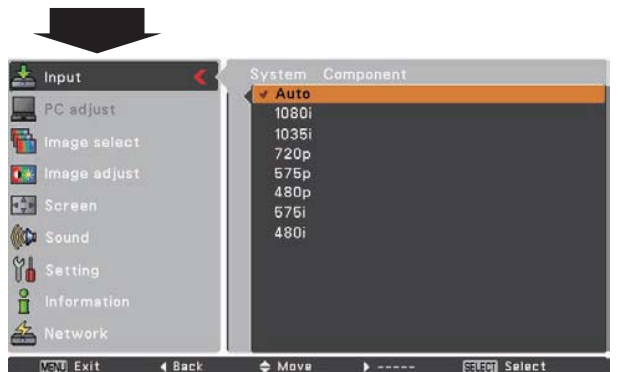 Input
PC adjust
Image select
Image adjust
Screen
Sound
Setting
Information
Network
System Component
Auto
1080i
1035i
720p
575p
480p
575i
480i
MENU Exit ◀ Back Move ▶ ----- SELECT Select